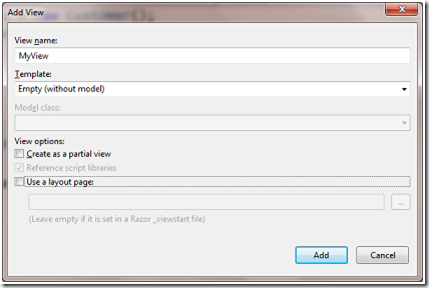 Add View
View name:
MyView
Template:
Empty (without model)
Model class:
View options:
Create as a partial view
Reference script libraries
Use a layout page:
...
(Leave empty if it is set in a Razor _viewstart file)
Add
Cancel